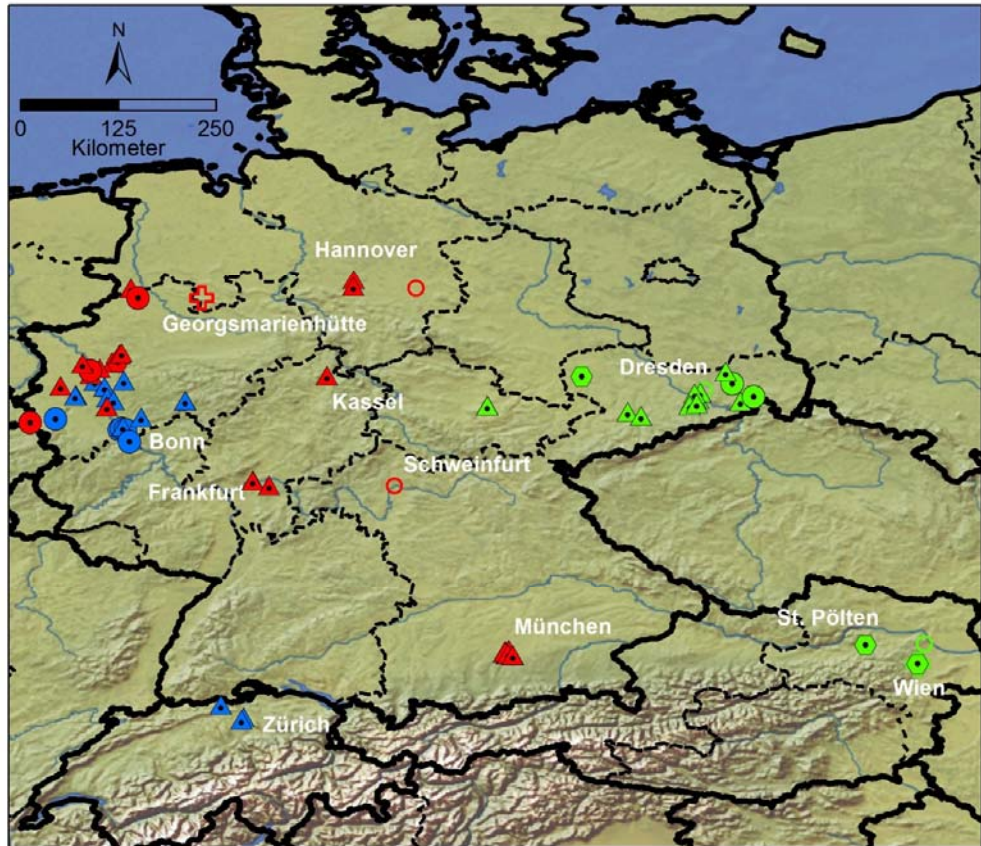 N
0 125 250
Kilometer
Hannover
Georgsmarienhütte
Dresden
Kassel
Bonn
Schweinfurt
Frankfurt
St. Pölten
München
Wien
Zürich